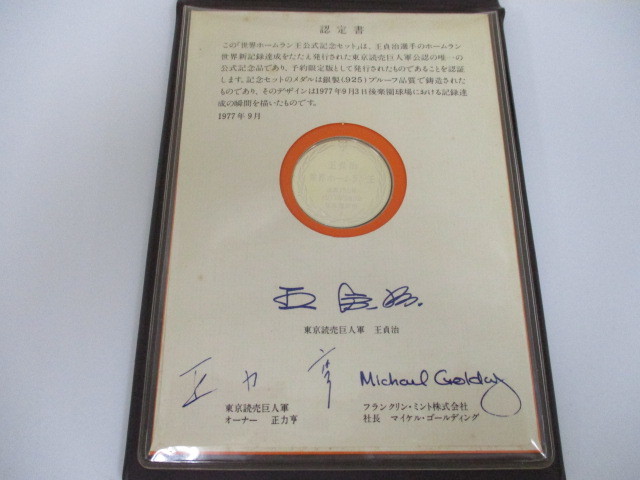 認定書
この「世界ホームラン王公式記念セット」は、王貞治選手のホームラン
世界新記録達成をたたえ発行された東京読売巨人軍公認の唯一の
公式記念品であり、予約限定版として発行されたものであることを認証
します。記念セットのメダルは銀製(925)プルーフ品質で鋳造された
ものであり、そのデザインは1977年9月3日後楽園球場における記録達
成の瞬間を描いたものです。
1977年9月
王貞治
王貞治
東京読売巨人軍 王貞治
正力亨
Michael Golding
東京読売巨人軍
オーナー 正力亨
フランクリン・ミント株式会社
社長 マイケル・ゴールディング